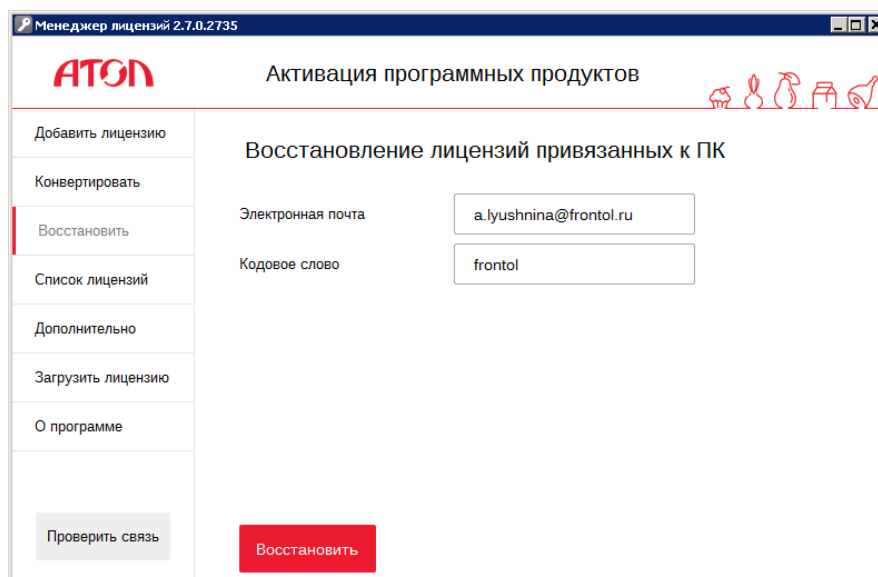 Менеджер лицензий 2.7.0.2735
АТОЛ
Активация программных продуктов
Добавить лицензию
Конвертировать
Восстановить
Список лицензий
Дополнительно
Загрузить лицензию
О программе
Проверить связь
Восстановление лицензий привязанных к ПК
Электронная почта
a.lyushnina@frontol.ru
Кодовое слово
frontol
Восстановить